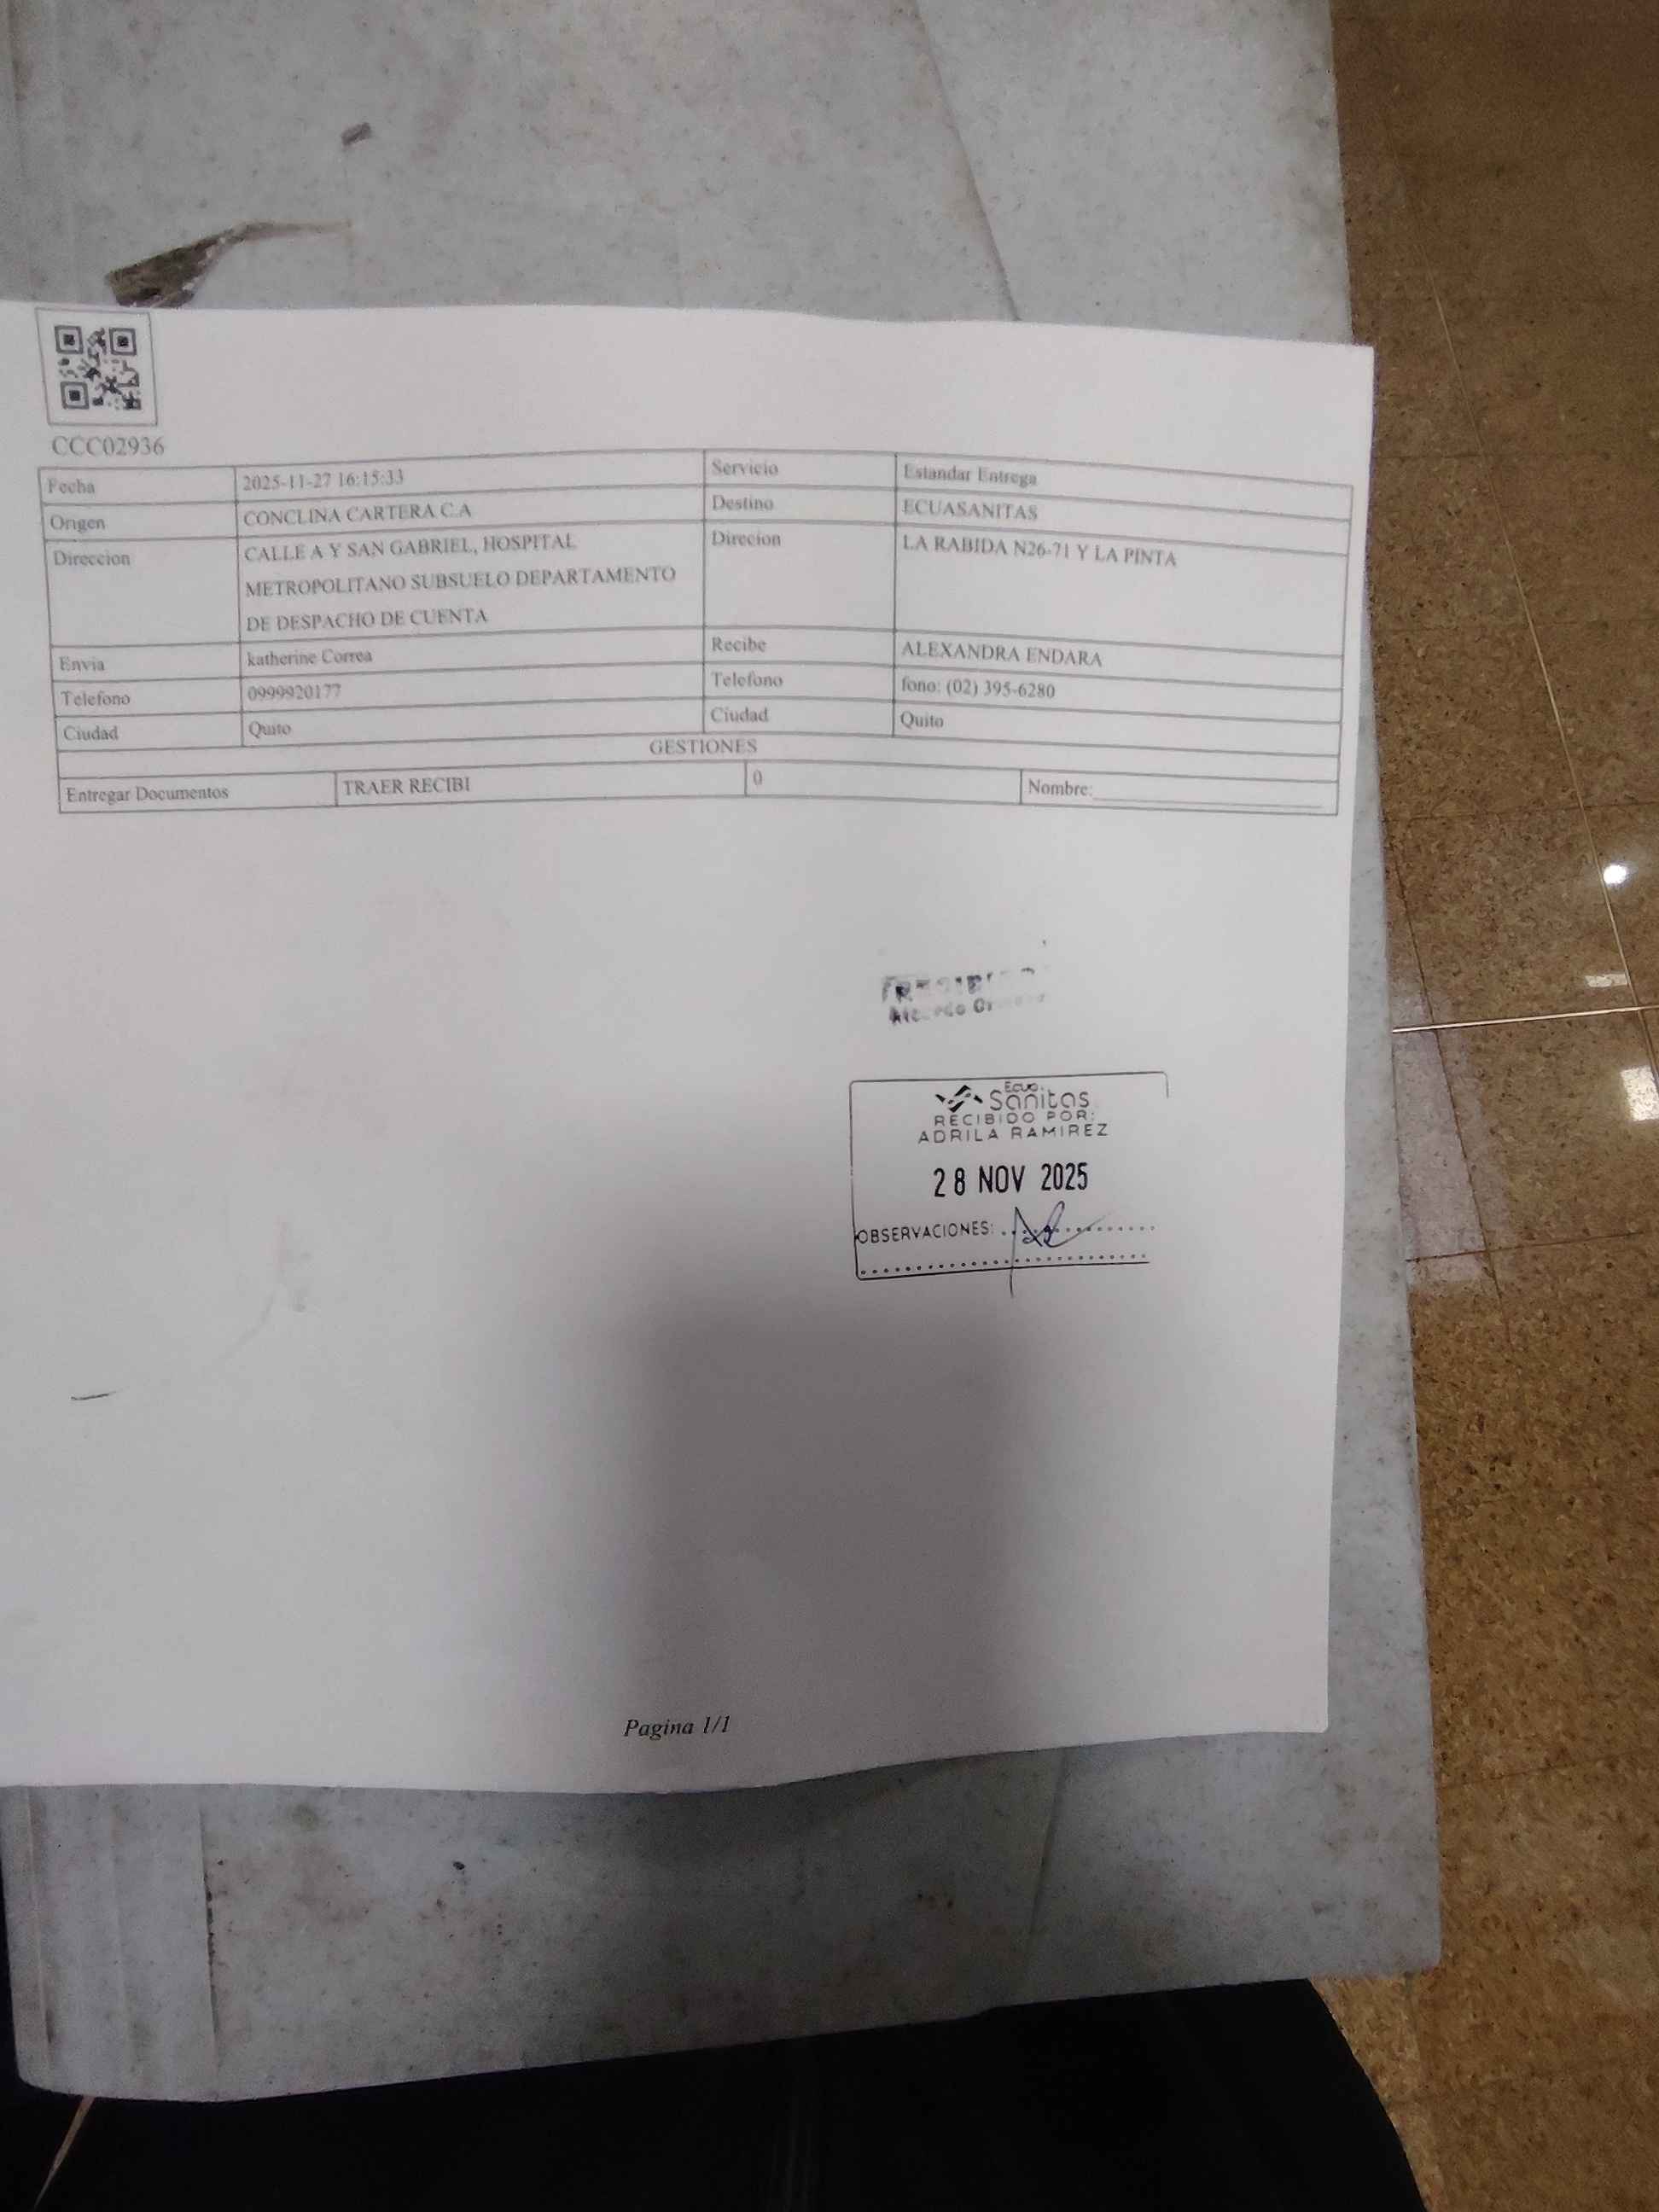 CCC02936
Fecha 2025-11-27 16:15:33 Servicio Estandar Entrega
Origen CONCLINA CARTERA C.A Destino ECUASANITAS
Direccion CALLE A Y SAN GABRIEL, HOSPITAL Direcion LA RABIDA N26-71 Y LA PINTA
METROPOLITANO SUBSUELO DEPARTAMENTO
DE DESPACHO DE CUENTA
Envia katherine Correa Recibe ALEXANDRA ENDARA
Telefono 0999920177 Telefono fono: (02) 395-6280
Ciudad Quito Ciudad Quito
GESTIONES
Entregar Documentos TRAER RECIBI 0 Nombre:
Ecua
Sanitas
RECIBIDO POR:
ADRILA RAMIREZ
28 NOV 2025
OBSERVACIONES:
Pagina 1/1